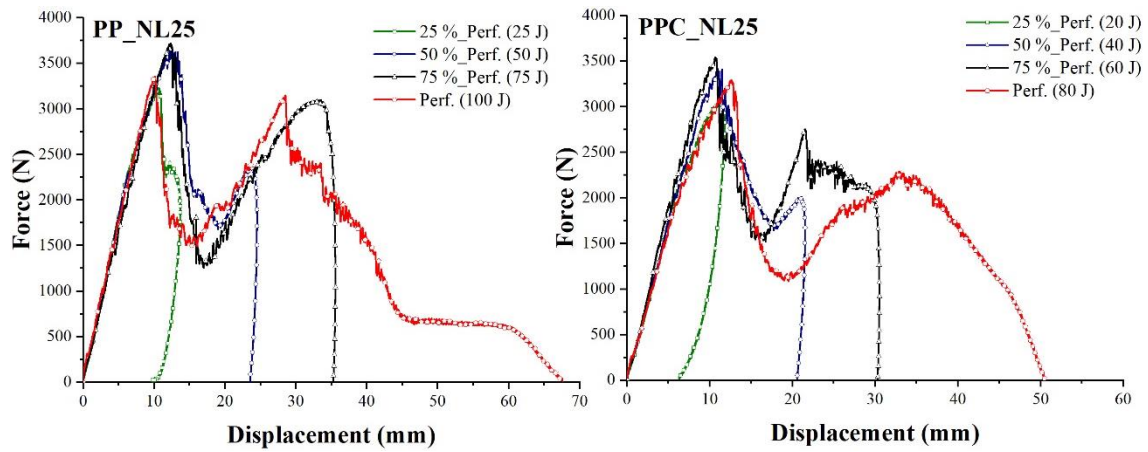 PP_NL25
25 %_Perf. (25 J)
50 %_Perf. (50 J)
75 %_Perf. (75 J)
Perf. (100 J)
4000
3500
3000
2500
2000
1500
1000
500
0
Force (N)
0 10 20 30 40 50 60 70
Displacement (mm)
PPC_NL25
25 %_Perf. (20 J)
50 %_Perf. (40 J)
75 %_Perf. (60 J)
Perf. (80 J)
4000
3500
3000
2500
2000
1500
1000
500
0
Force (N)
0 10 20 30 40 50 60
Displacement (mm)